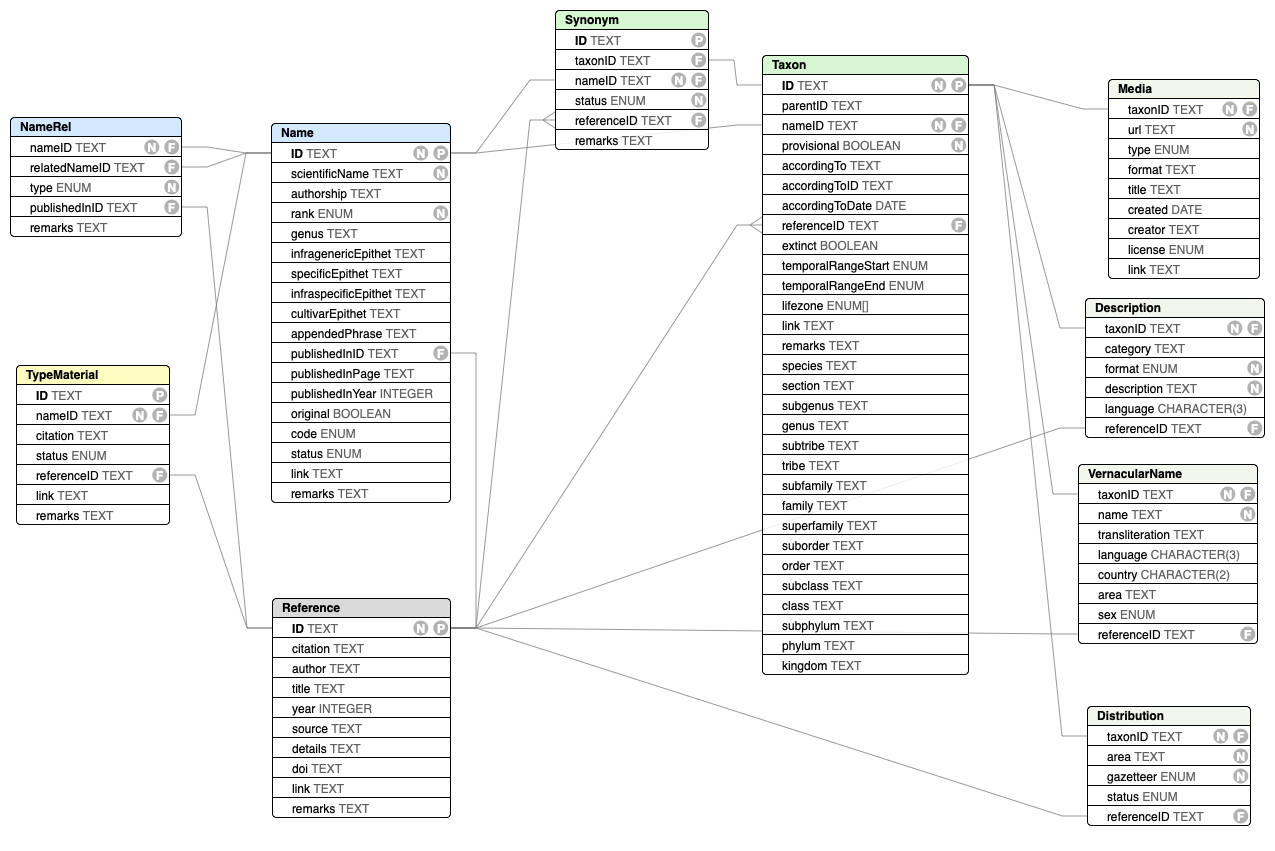 Synonym
ID TEXT P
taxonID TEXT F
nameID TEXT N F
status ENUM N
referenceID TEXT F
remarks TEXT
Taxon
ID TEXT N P
parentID TEXT
nameID TEXT N F
provisional BOOLEAN N
accordingTo TEXT
accordingToID TEXT
accordingToDate DATE
referenceID TEXT F
extinct BOOLEAN
temporalRangeStart ENUM
temporalRangeEnd ENUM
lifezone ENUM[]
link TEXT
remarks TEXT
species TEXT
section TEXT
subgenus TEXT
genus TEXT
subtribe TEXT
tribe TEXT
subfamily TEXT
family TEXT
superfamily TEXT
suborder TEXT
order TEXT
subclass TEXT
class TEXT
subphylum TEXT
phylum TEXT
kingdom TEXT
Media
taxonID TEXT N F
url TEXT N
type ENUM
format TEXT
title TEXT
created DATE
creator TEXT
license ENUM
link TEXT
NameRel
nameID TEXT N F
relatedNameID TEXT F
type ENUM N
publishedInID TEXT F
remarks TEXT
Name
ID TEXT N P
scientificName TEXT N
authorship TEXT
rank ENUM N
genus TEXT
infragenericEpithet TEXT
specificEpithet TEXT
infraspecificEpithet TEXT
cultivarEpithet TEXT
appendedPhrase TEXT
publishedInID TEXT F
publishedInPage TEXT
publishedInYear INTEGER
original BOOLEAN
code ENUM
status ENUM
link TEXT
remarks TEXT
Description
taxonID TEXT N F
category TEXT
format ENUM N
description TEXT N
language CHARACTER(3)
referenceID TEXT F
TypeMaterial
ID TEXT P
nameID TEXT N F
citation TEXT
status ENUM
referenceID TEXT F
link TEXT
remarks TEXT
VernacularName
taxonID TEXT N F
name TEXT N
transliteration TEXT
language CHARACTER(3)
country CHARACTER(2)
area TEXT
sex ENUM
referenceID TEXT F
Reference
ID TEXT N P
citation TEXT
author TEXT
title TEXT
year INTEGER
source TEXT
details TEXT
doi TEXT
link TEXT
remarks TEXT
Distribution
taxonID TEXT N F
area TEXT N
gazetteer ENUM N
status ENUM
referenceID TEXT F